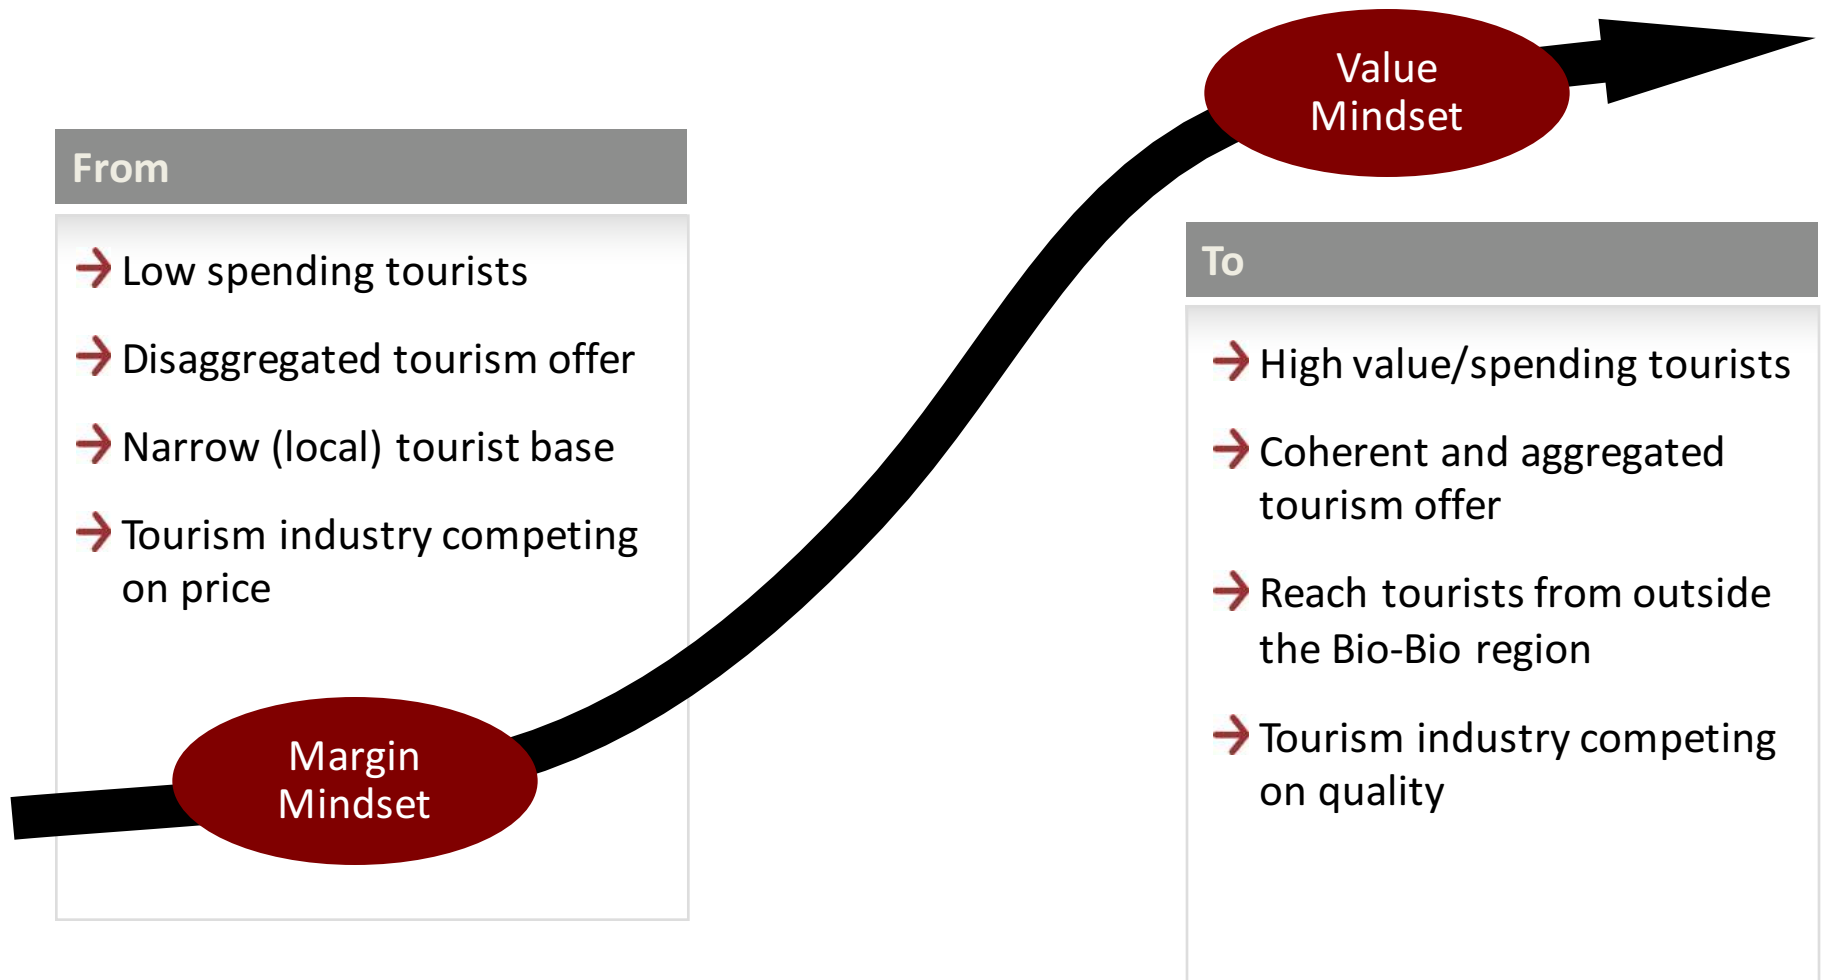 From
Low spending tourists
Disaggregated tourism offer
Narrow (local) tourist base
Tourism industry competing
on price
Margin
Mindset
Value
Mindset
To
High value/spending tourists
Coherent and aggregated
tourism offer
Reach tourists from outside
the Bio-Bio region
Tourism industry competing
on quality